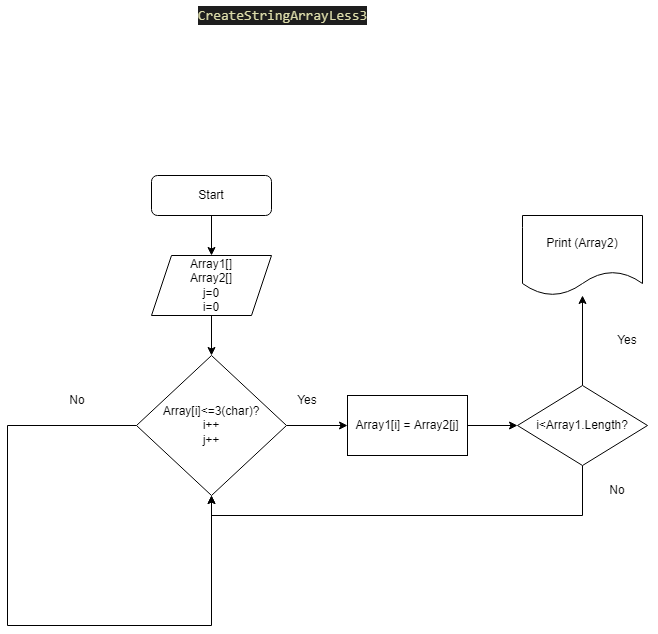 CreateStringArrayLess3
Start
Array1[]
Array2[]
j=0
i=0
Print (Array2)
Yes
No
Array[i]<=3(char)?
i++
j++
Yes
Array1[i] = Array2[j]
i<Array1.Length?
No